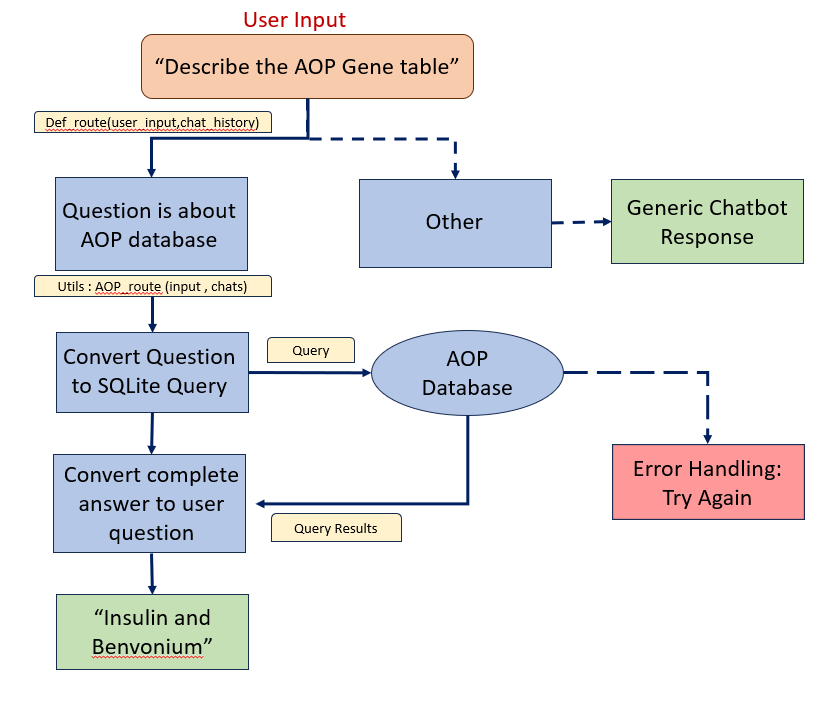 User Input
“Describe the AOP Gene table”
Def_route(user_input,chat_history)
Question is about
AOP database
Other
Generic Chatbot
Response
Utils : AOP_route (input , chats)
Convert Question
to SQLite Query
Query
AOP
Database
Convert complete
answer to user
question
Query Results
Error Handling:
Try Again
“Insulin and
Benvonium”